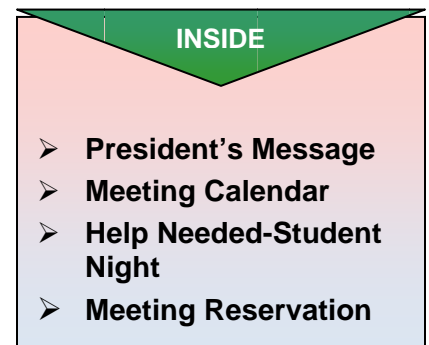 INSIDE
➢ President’s Message
➢ Meeting Calendar
➢ Help Needed-Student
Night
➢ Meeting Reservation